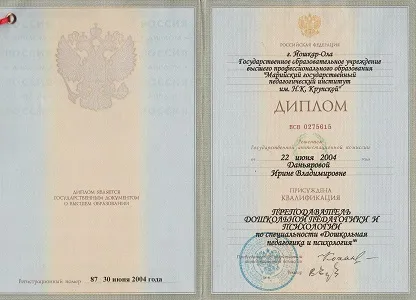 ДИПЛОМ ЯВЛЯЕТСЯ
ГОСУДАРСТВЕННЫМ ДОКУМЕНТОМ
О ВЫСШЕМ ОБРАЗОВАНИИ
Регистрационный номер 87 30 июня 2004 года
РОССИЙСКАЯ ФЕДЕРАЦИЯ
г. Йошкар-Ола
Государственное образовательное учреждение
высшего профессионального образования
"Марийский государственный
педагогический институт
им. Н.К. Крупской"
ДИПЛОМ
ВСВ 0275615
Решением
Государственной аттестационной комиссии
от 22 июня 2004
Даньяровой
Ирине Владимировне
ПРИСУЖДЕНА
КВАЛИФИКАЦИЯ
ПРЕПОДАВАТЕЛЬ
ДОШКОЛЬНОЙ ПЕДАГОГИКИ И
ПСИХОЛОГИИ
по специальности «Дошкольная
педагогика и психология"
Председатель Государственной
аттестационной комиссии
Ректор